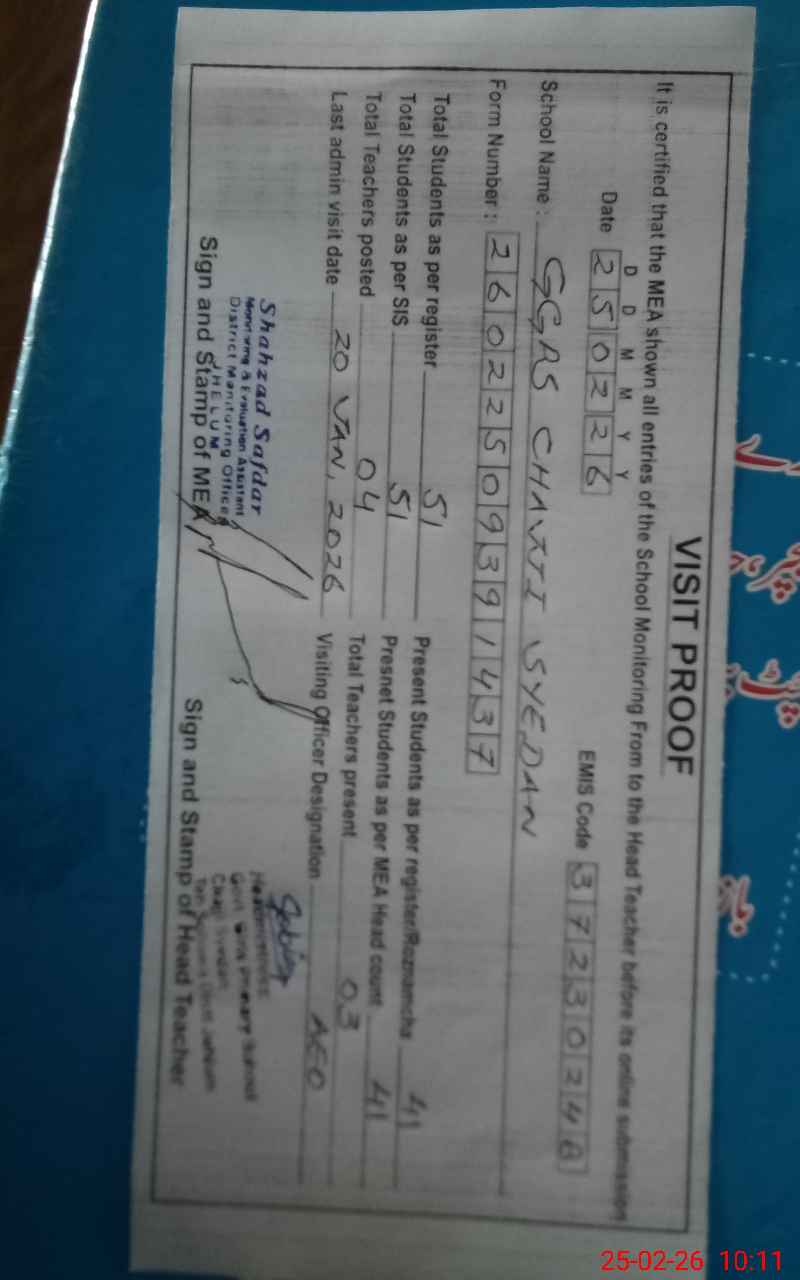 VISIT PROOF
It is certified that the MEA shown all entries of the School Monitoring From to the Head Teacher before its online submission
D D M M Y Y
Date 2 5 0 2 2 6 EMIS Code 3 7 2 3 0 2 4 8
School Name : GGPS CHAJJI SYEDAN
Form Number : 2 6 0 2 2 5 0 9 3 9 1 4 3 7
Total Students as per register 51 Present Students as per register/Roznamcha 41
Total Students as per SIS 51 Presnet Students as per MEA Head count 41
Total Teachers posted 04 Total Teachers present 03
Last admin visit date 20 JAN, 2026 Visiting Officer Designation AEO
Shahzad Safdar
Monitoring & Evaluation Assistant
District Monitoring Officer
JHELUM
Headmistress
Govt. Girls Primary School
Sign and Stamp of MEA Sign and Stamp of Head Teacher
25-02-26 10:11